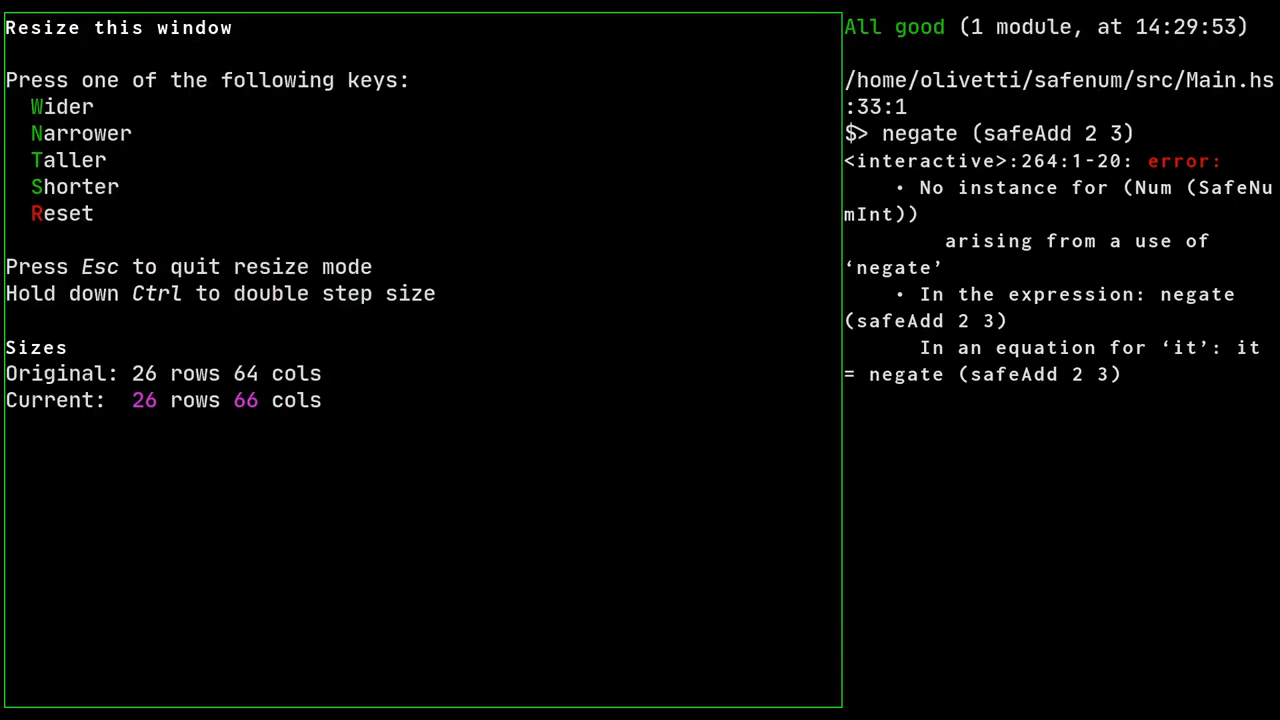 Resize this window
Press one of the following keys:
Wider
Narrower
Taller
Shorter
Reset
Press Esc to quit resize mode
Hold down Ctrl to double step size
Sizes
Original: 26 rows 64 cols
Current:  26 rows 66 cols
All good (1 module, at 14:29:53)
/home/olivetti/safenum/src/Main.hs
:33:1
$> negate (safeAdd 2 3)
<interactive>:264:1-20: error:
    • No instance for (Num (SafeNu
mInt))
        arising from a use of
‘negate’
    • In the expression: negate
(safeAdd 2 3)
      In an equation for ‘it’: it
= negate (safeAdd 2 3)